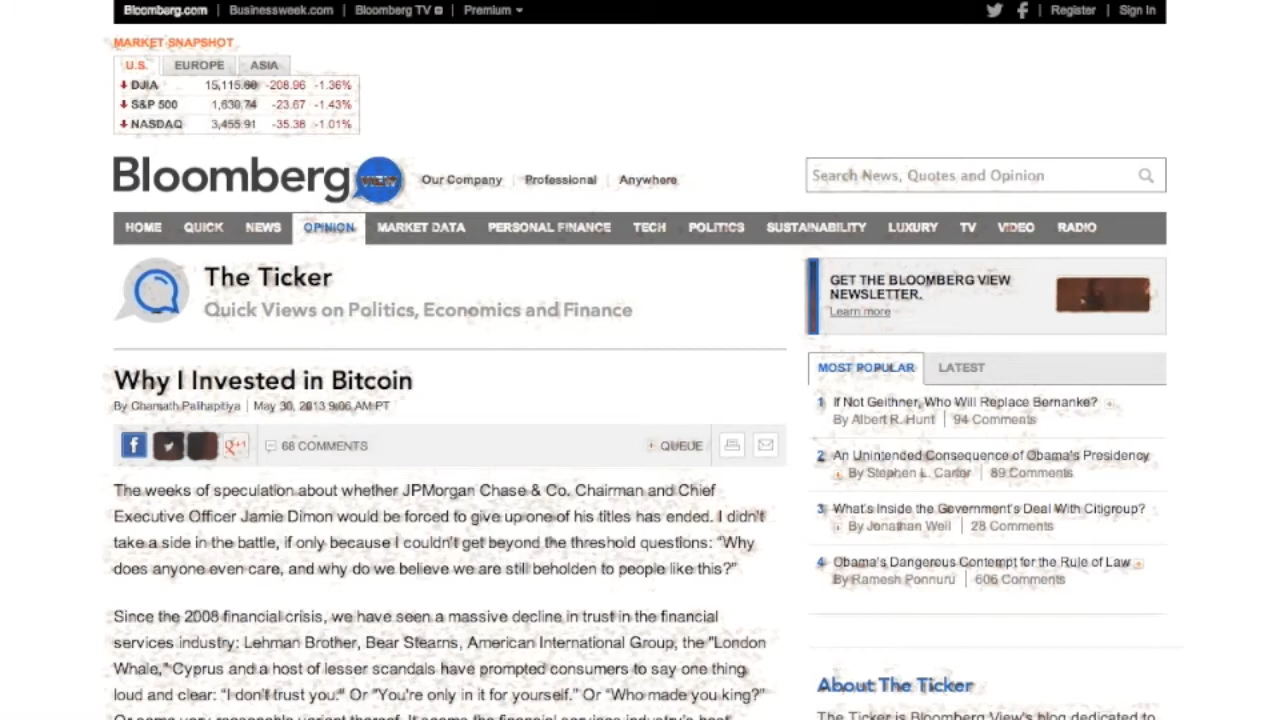 Bloomberg.com | Businessweek.com | Bloomberg TV | Premium | Register | Sign In
MARKET SNAPSHOT
U.S. EUROPE ASIA
DJIA 15,115.60 -208.96 -1.36%
S&P 500 1,630.74 -23.67 -1.43%
NASDAQ 3,455.91 -35.38 -1.01%
Bloomberg VIEW Our Company | Professional | Anywhere
Search News, Quotes and Opinion
HOME QUICK NEWS OPINION MARKET DATA PERSONAL FINANCE TECH POLITICS SUSTAINABILITY LUXURY TV VIDEO RADIO
The Ticker
Quick Views on Politics, Economics and Finance
GET THE BLOOMBERG VIEW
NEWSLETTER.
Learn more
Why I Invested in Bitcoin
By Chamath Palihapitiya | May 30, 2013 9:06 AM PT
68 COMMENTS + QUEUE
The weeks of speculation about whether JPMorgan Chase & Co. Chairman and Chief
Executive Officer Jamie Dimon would be forced to give up one of his titles has ended. I didn't
take a side in the battle, if only because I couldn't get beyond the threshold questions: “Why
does anyone even care, and why do we believe we are still beholden to people like this?”
Since the 2008 financial crisis, we have seen a massive decline in trust in the financial
services industry: Lehman Brother, Bear Stearns, American International Group, the "London
Whale," Cyprus and a host of lesser scandals have prompted consumers to say one thing
loud and clear: “I don't trust you.” Or “You're only in it for yourself.” Or “Who made you king?”
Or some very reasonable variant thereof. It seems the financial services industry's best
MOST POPULAR LATEST
1 If Not Geithner, Who Will Replace Bernanke?
By Albert R. Hunt | 94 Comments
2 An Unintended Consequence of Obama's Presidency
By Stephen L. Carter | 89 Comments
3 What's Inside the Government's Deal With Citigroup?
By Jonathan Weil | 28 Comments
4 Obama's Dangerous Contempt for the Rule of Law
By Ramesh Ponnuru | 606 Comments
About The Ticker
The Ticker is Bloomberg View's blog dedicated to